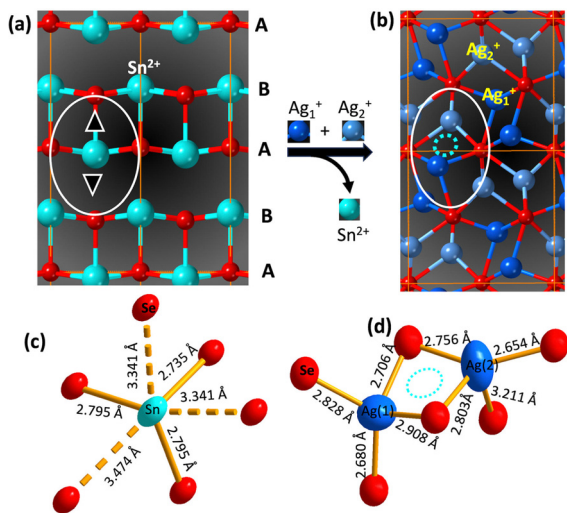 (a)
A
Sn2+
B
A
B
A
Ag1+ Ag2+
+
Sn2+
(b)
Ag2+
Ag1+
(c)
Se
3.341 Å
2.735 Å
Sn
3.341 Å
2.795 Å
2.795 Å
3.474 Å
(d)
2.756 Å
2.654 Å
2.706 Å
Ag(2)
Se
2.828 Å
Ag(1)
2.803Å
3.211 Å
2.908 Å
2.680 Å